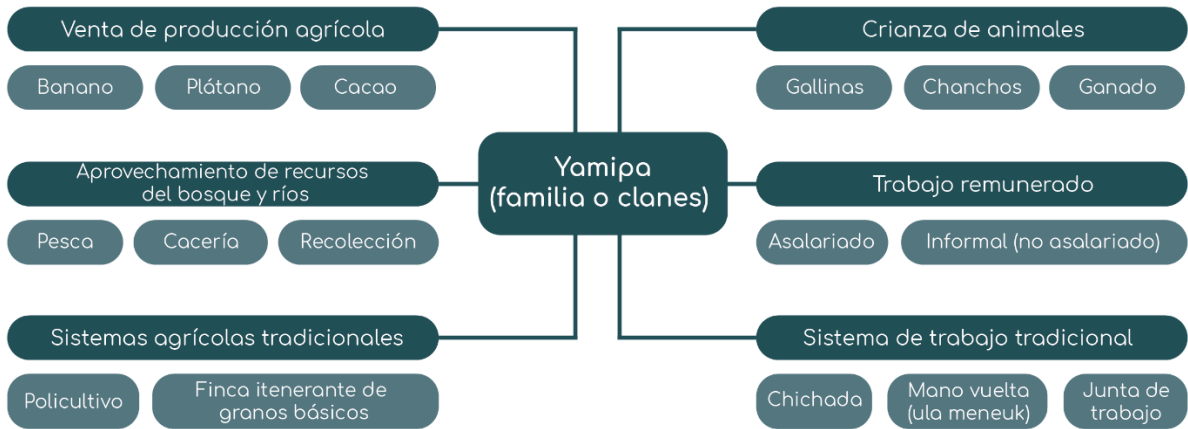 Venta de producción agrícola
Banano
Plátano
Cacao
Aprovechamiento de recursos
del bosque y ríos
Pesca
Cacería
Recolección
Sistemas agrícolas tradicionales
Policultivo
Finca itenerante de
granos básicos
Yamipa
(familia o clanes)
Crianza de animales
Gallinas
Chanchos
Ganado
Trabajo remunerado
Asalariado
Informal (no asalariado)
Sistema de trabajo tradicional
Chichada
Mano vuelta
(ula meneuk)
Junta de
trabajo